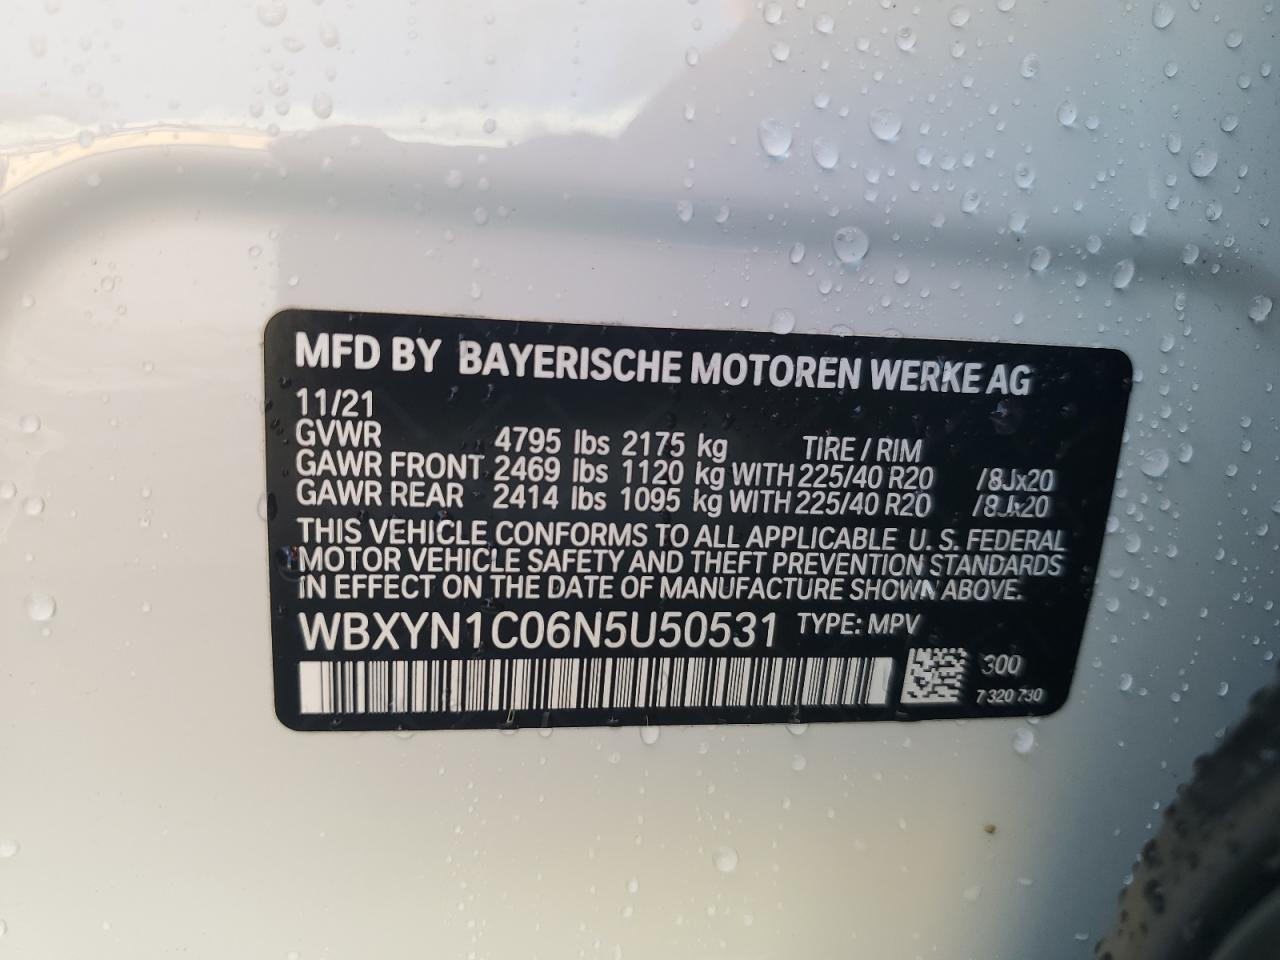 MFD BY BAYERISCHE MOTOREN WERKE AG
11/21
GVWR 4795 lbs 2175 kg TIRE / RIM
GAWR FRONT 2469 lbs 1120 kg WITH 225/40 R20 /8Jx20
GAWR REAR 2414 lbs 1095 kg WITH 225/40 R20 /8Jx20
THIS VEHICLE CONFORMS TO ALL APPLICABLE U. S. FEDERAL
MOTOR VEHICLE SAFETY AND THEFT PREVENTION STANDARDS
IN EFFECT ON THE DATE OF MANUFACTURE SHOWN ABOVE.
WBXYN1C06N5U50531 TYPE: MPV
300
7 320 730